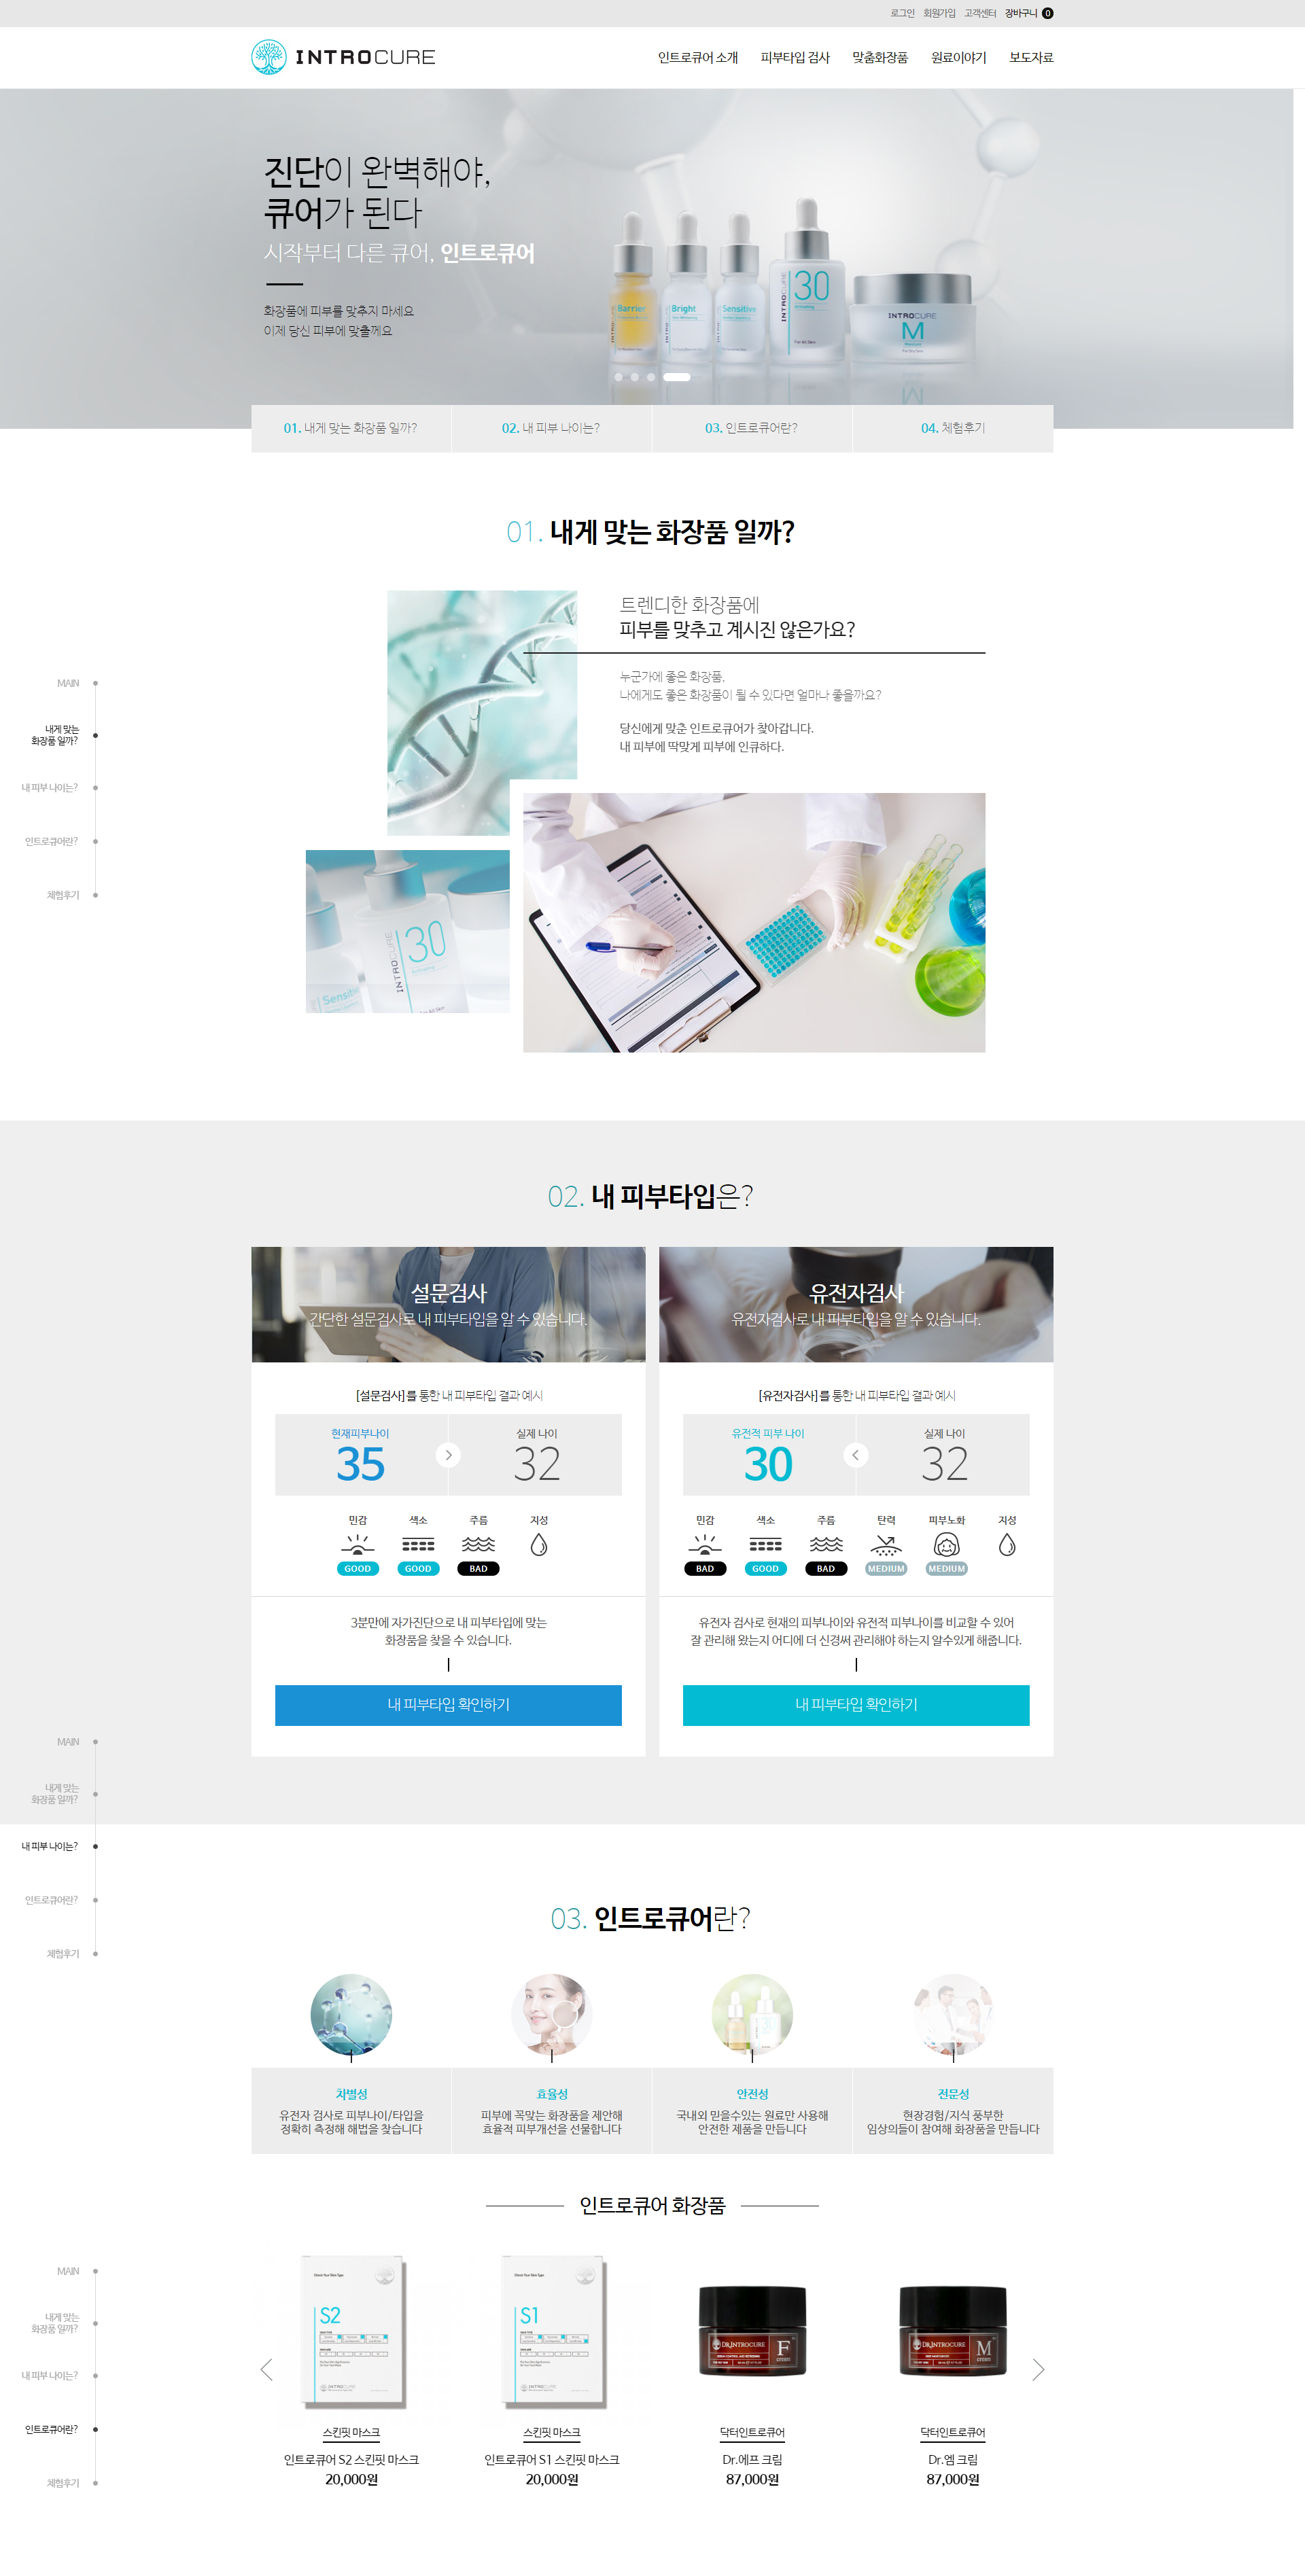 로그인 회원가입 고객센터 장바구니 0
INTROCURE
인트로큐어 소개 피부타입 검사 맞춤화장품 원료이야기 보도자료
진단이 완벽해야,
큐어가 된다
시작부터 다른 큐어, 인트로큐어
화장품에 피부를 맞추지 마세요
이제 당신 피부에 맞출께요
Barrier
Bright
Sensitive
INTROCURE
30
INTROCURE
M
01. 내게 맞는 화장품 일까?
02. 내 피부 나이는?
03. 인트로큐어란?
04. 체험후기
01. 내게 맞는 화장품 일까?
트렌디한 화장품에
피부를 맞추고 계시진 않은가요?
누군가에 좋은 화장품,
나에게도 좋은 화장품이 될 수 있다면 얼마나 좋을까요?
당신에게 맞춘 인트로큐어가 찾아갑니다.
내 피부에 딱맞게 피부에 인큐하다.
MAIN
내게 맞는
화장품 일까?
내 피부 나이는?
인트로큐어란?
체험후기
INTROCURE
30
02. 내 피부타입은?
설문검사
간단한 설문검사로 내 피부타입을 알 수 있습니다.
[설문검사]를 통한 내 피부타입 결과 예시
현재피부나이
35
실제 나이
32
민감 색소 주름 지성
GOOD GOOD BAD
3분만에 자가진단으로 내 피부타입에 맞는
화장품을 찾을 수 있습니다.
내 피부타입 확인하기
유전자검사
유전자검사로 내 피부타입을 알 수 있습니다.
[유전자검사]를 통한 내 피부타입 결과 예시
유전적 피부 나이
30
실제 나이
32
민감 색소 주름 탄력 피부노화 지성
BAD GOOD BAD MEDIUM MEDIUM
유전자 검사로 현재의 피부나이와 유전적 피부나이를 비교할 수 있어
잘 관리해 왔는지 어디에 더 신경써 관리해야 하는지 알수있게 해줍니다.
내 피부타입 확인하기
MAIN
내게 맞는
화장품 일까?
내 피부 나이는?
인트로큐어란?
체험후기
03. 인트로큐어란?
차별성
유전자 검사로 피부나이/타입을
정확히 측정해 해법을 찾습니다
효율성
피부에 꼭맞는 화장품을 제안해
효율적 피부개선을 선물합니다
안전성
국내외 믿을수있는 원료만 사용해
안전한 제품을 만듭니다
전문성
현장경험/지식 풍부한
임상의들이 참여해 화장품을 만듭니다
인트로큐어 화장품
MAIN
내게 맞는
화장품 일까?
내 피부 나이는?
인트로큐어란?
체험후기
S2
INTROCURE
스킨핏 마스크
인트로큐어 S2 스킨핏 마스크
20,000원
S1
INTROCURE
스킨핏 마스크
인트로큐어 S1 스킨핏 마스크
20,000원
DR.INTROCURE
F
cream
닥터인트로큐어
Dr.에프 크림
87,000원
DR.INTROCURE
M
cream
닥터인트로큐어
Dr.엠 크림
87,000원